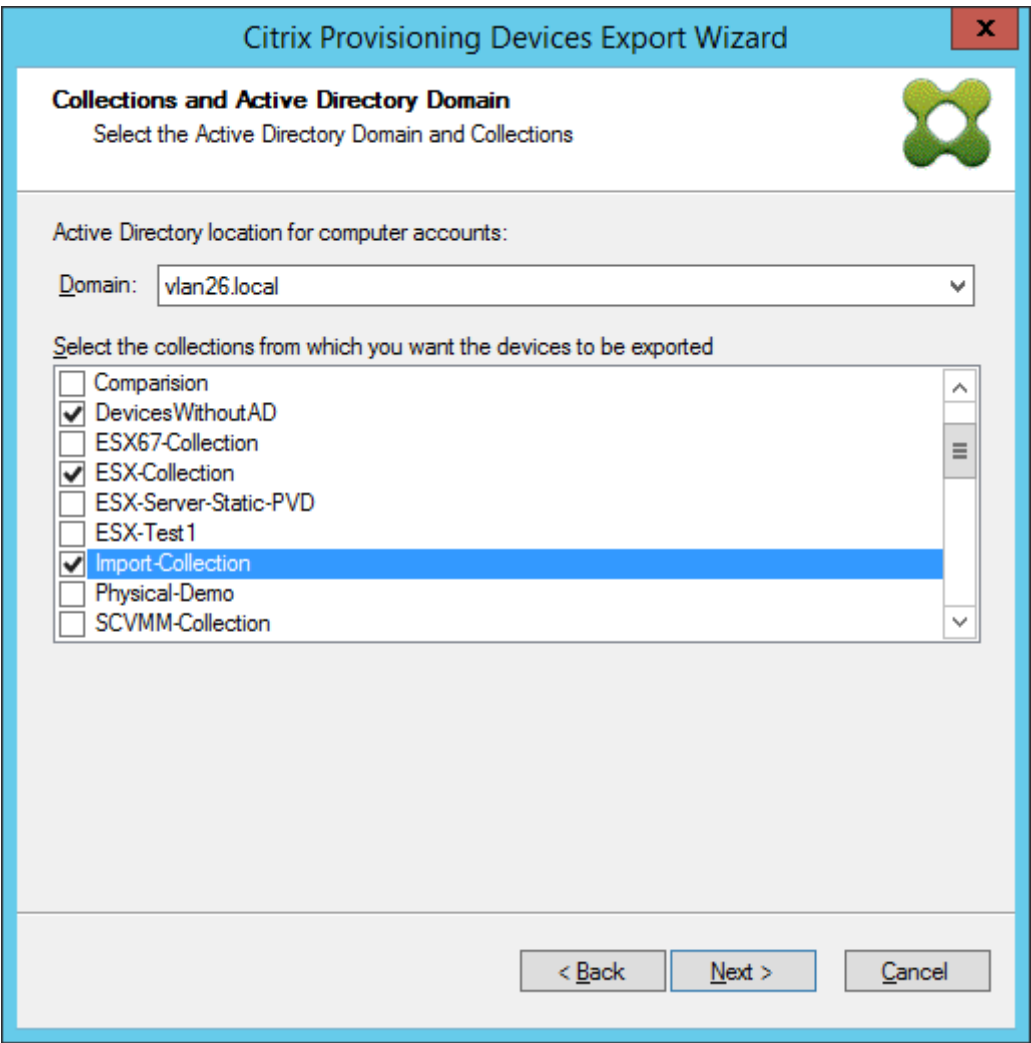 Citrix Provisioning Devices Export Wizard
x
Collections and Active Directory Domain
Select the Active Directory Domain and Collections
Active Directory location for computer accounts:
Domain: vlan26.local
Select the collections from which you want the devices to be exported
Comparision
DevicesWithoutAD
ESX67-Collection
ESX-Collection
ESX-Server-Static-PVD
ESX-Test1
Import-Collection
Physical-Demo
SCVMM-Collection
< Back Next > Cancel